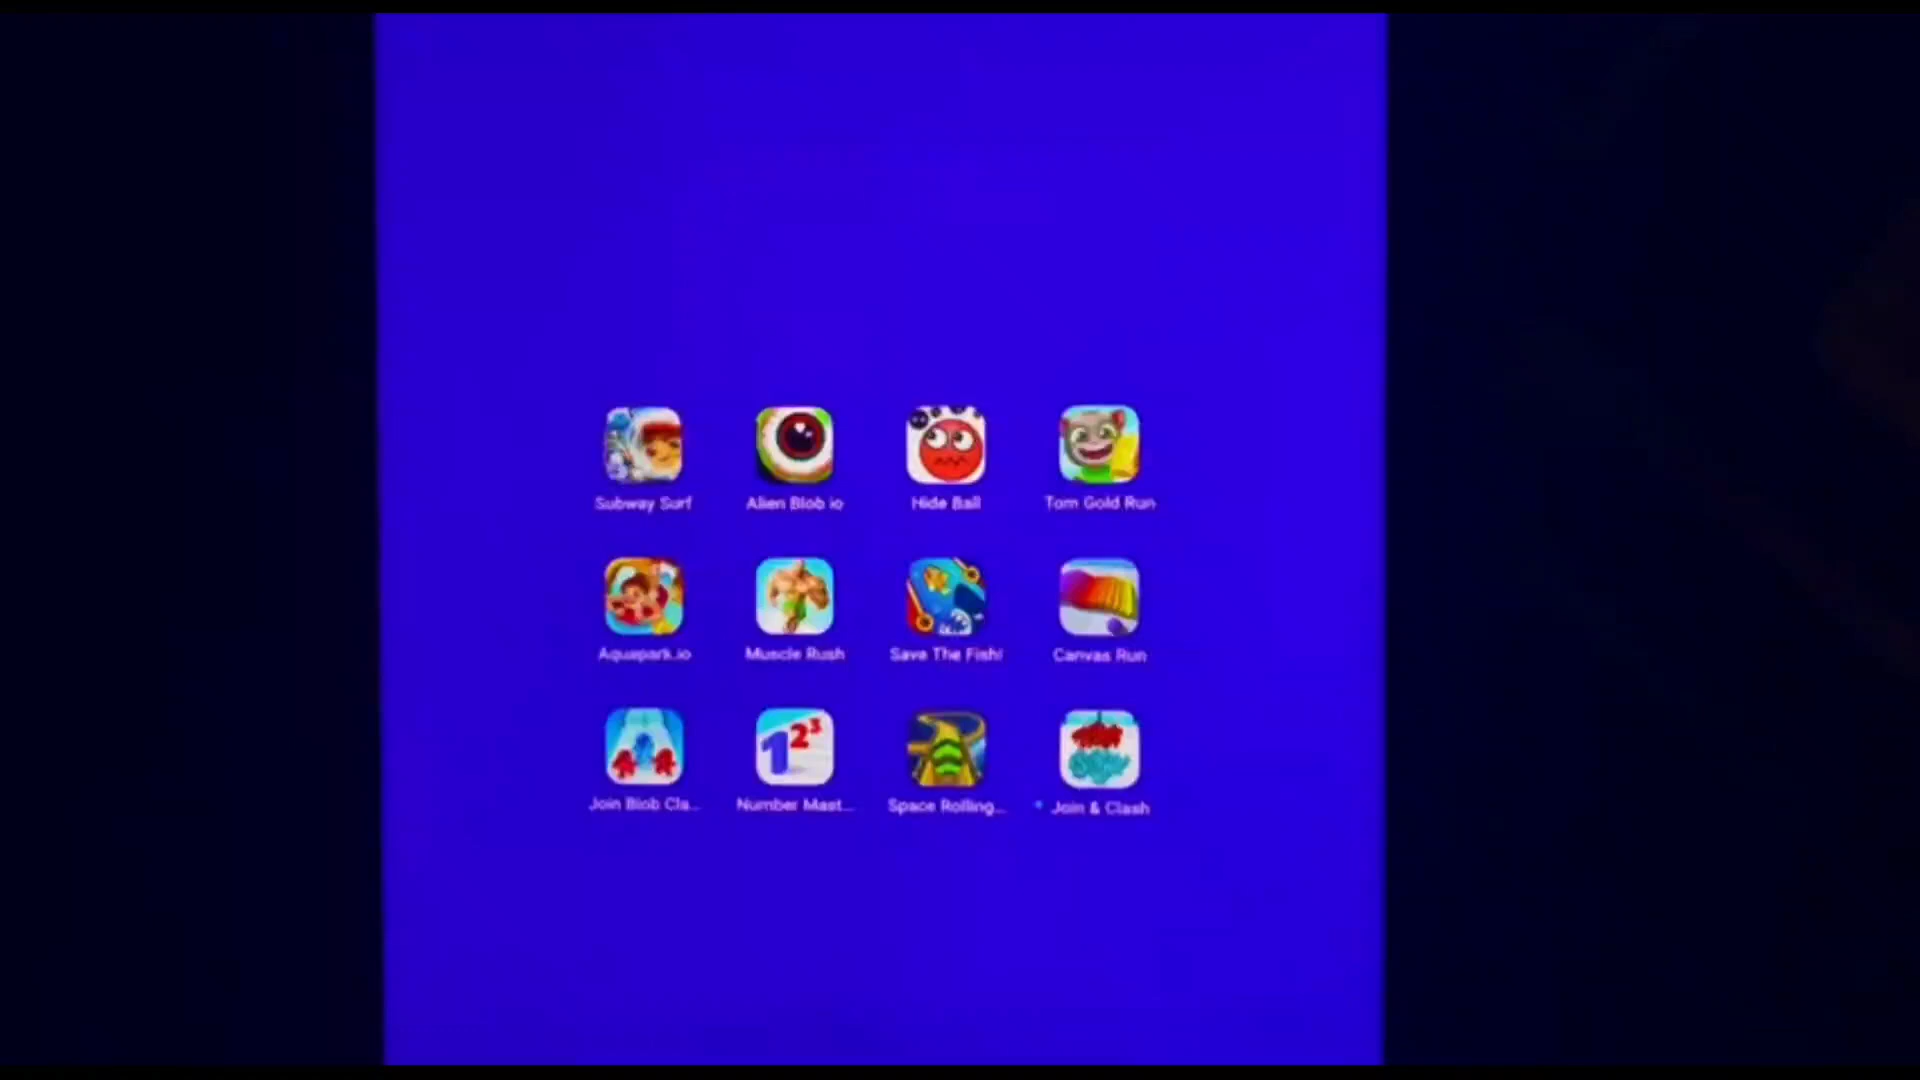 Subway Surf
Alien Blob io
Hide Ball
Tom Gold Run
Aquapark.io
Muscle Rush
Save The Fish!
Canvas Run
123
Join Blob Cla...
Number Mast...
Space Rolling...
Join & Clash